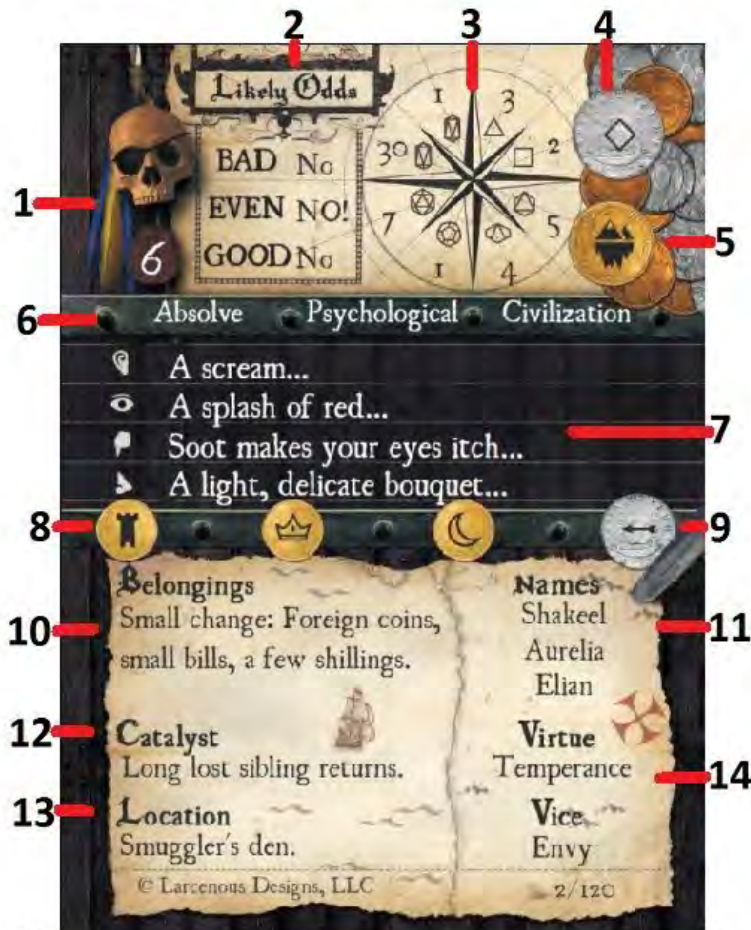 2 3 4
Likely Odds
BAD No
EVEN NO!
GOOD No
1 3 2 5 4 1 7 30
1
6
5
6
Absolve Psychological Civilization
A scream...
A splash of red...
Soot makes your eyes itch...
A light, delicate bouquet...
7
8
9
Belongings
Small change: Foreign coins,
small bills, a few shillings.
10
Names
Shakeel
Aurelia
Elian
11
12
Catalyst
Long lost sibling returns.
Virtue
Temperance
14
13
Location
Smuggler's den.
Vice
Envy
© Larcenous Designs, LLC
2/120